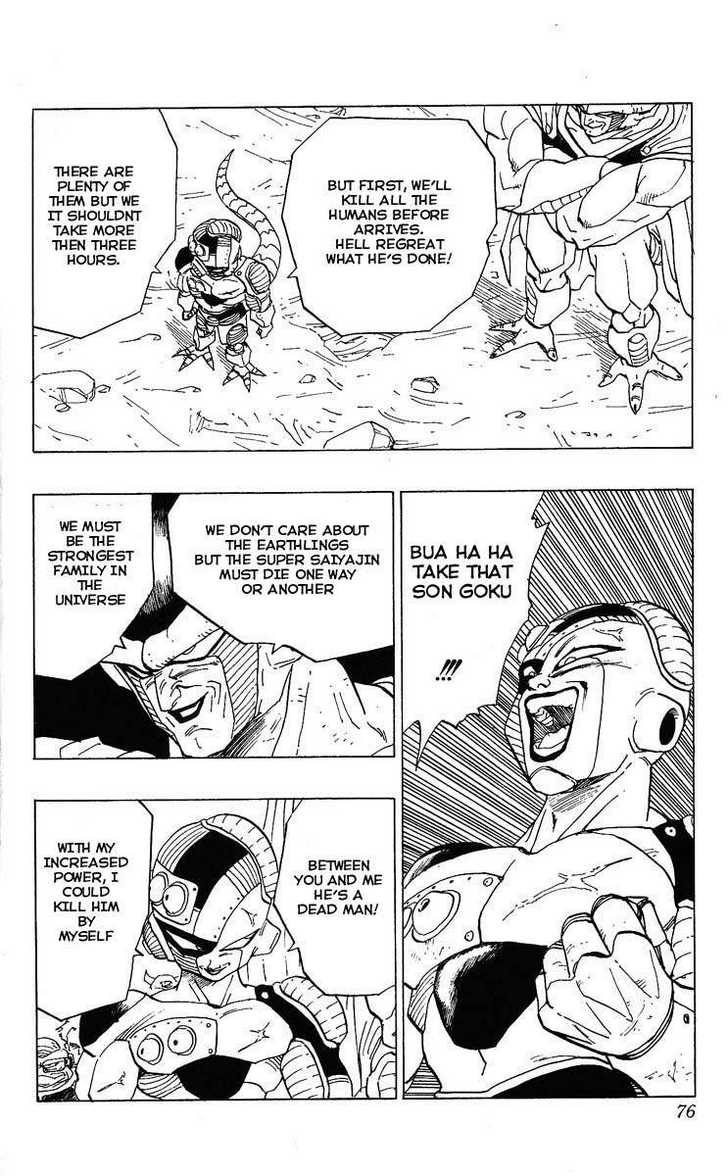 BUT FIRST, WE'LL
KILL ALL THE
HUMANS BEFORE
ARRIVES.
HELL REGREAT
WHAT HE'S DONE!
THERE ARE
PLENTY OF
THEM BUT WE
IT SHOULDNT
TAKE MORE
THEN THREE
HOURS.
BUA HA HA
TAKE THAT
SON GOKU
!!!
WE DON'T CARE ABOUT
THE EARTHLINGS
BUT THE SUPER SAIYAJIN
MUST DIE ONE WAY
OR ANOTHER
WE MUST
BE THE
STRONGEST
FAMILY IN
THE
UNIVERSE
BETWEEN
YOU AND ME
HE'S A
DEAD MAN!
WITH MY
INCREASED
POWER, I
COULD
KILL HIM
BY
MYSELF
76